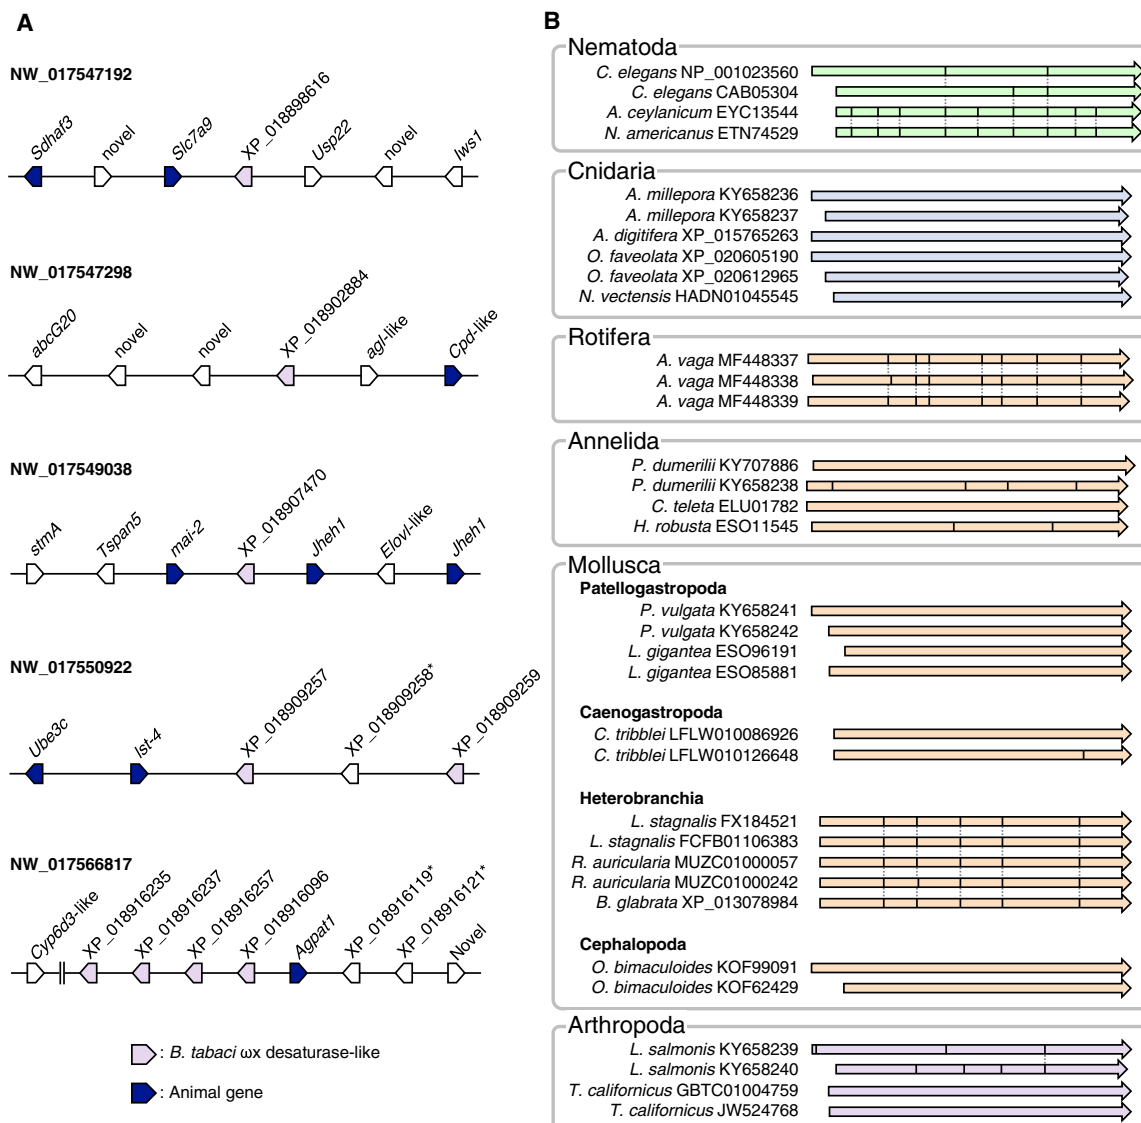 A
NW_017547192
Sdhaf3
novel
Slc7a9
XP_018898616
Usp22
novel
Iws1
NW_017547298
abcG20
novel
novel
XP_018902884
agl-like
Cpd-like
NW_017549038
stmA
Tspan5
mai-2
XP_018907470
Jheh1
Elovl-like
Jheh1
NW_017550922
Ube3c
Ist-4
XP_018909257
XP_018909258*
XP_018909259
NW_017566817
Cyp6d3-like
XP_018916235
XP_018916237
XP_018916257
XP_018916096
Agpat1
XP_018916119*
XP_018916121*
Novel
: B. tabaci ωx desaturase-like
: Animal gene
B
Nematoda
C. elegans NP_001023560
C. elegans CAB05304
A. ceylanicum EYC13544
N. americanus ETN74529
Cnidaria
A. millepora KY658236
A. millepora KY658237
A. digitifera XP_015765263
O. faveolata XP_020605190
O. faveolata XP_020612965
N. vectensis HADN01045545
Rotifera
A. vaga MF448337
A. vaga MF448338
A. vaga MF448339
Annelida
P. dumerilii KY707886
P. dumerilii KY658238
C. teleta ELU01782
H. robusta ESO11545
Mollusca
Patellogastropoda
P. vulgata KY658241
P. vulgata KY658242
L. gigantea ESO96191
L. gigantea ESO85881
Caenogastropoda
C. tribblei LFLW010086926
C. tribblei LFLW010126648
Heterobranchia
L. stagnalis FX184521
L. stagnalis FCFB01106383
R. auricularia MUZC01000057
R. auricularia MUZC01000242
B. glabrata XP_013078984
Cephalopoda
O. bimaculoides KOF99091
O. bimaculoides KOF62429
Arthropoda
L. salmonis KY658239
L. salmonis KY658240
T. californicus GBTC01004759
T. californicus JW524768